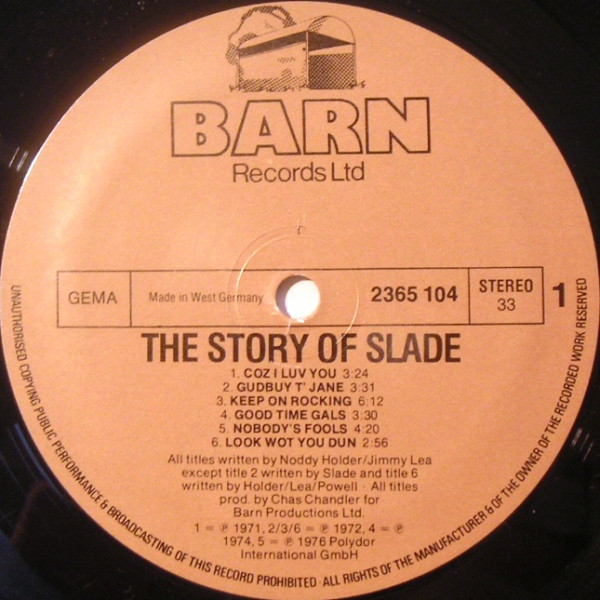 BARN
Records Ltd
GEMA
Made in West Germany
2365 104
STEREO
33
1
THE STORY OF SLADE
1. COZ I LUV YOU 3:24
2. GUDBUY T' JANE 3:31
3. KEEP ON ROCKING 6:12
4. GOOD TIME GALS 3:30
5. NOBODY'S FOOLS 4:20
6. LOOK WOT YOU DUN 2:56
All titles written by Noddy Holder/Jimmy Lea
except title 2 written by Slade and title 6
written by Holder/Lea/Powell · All titles
prod. by Chas Chandler for
Barn Productions Ltd.
1 = ℗ 1971, 2/3/6 = ℗ 1972, 4 = ℗
1974, 5 = ℗ 1976 Polydor
International GmbH
UNAUTHORISED COPYING PUBLIC PERFORMANCE & BROADCASTING OF THIS RECORD PROHIBITED · ALL RIGHTS OF THE MANUFACTURER & OF THE OWNER OF THE RECORDED WORK RESERVED